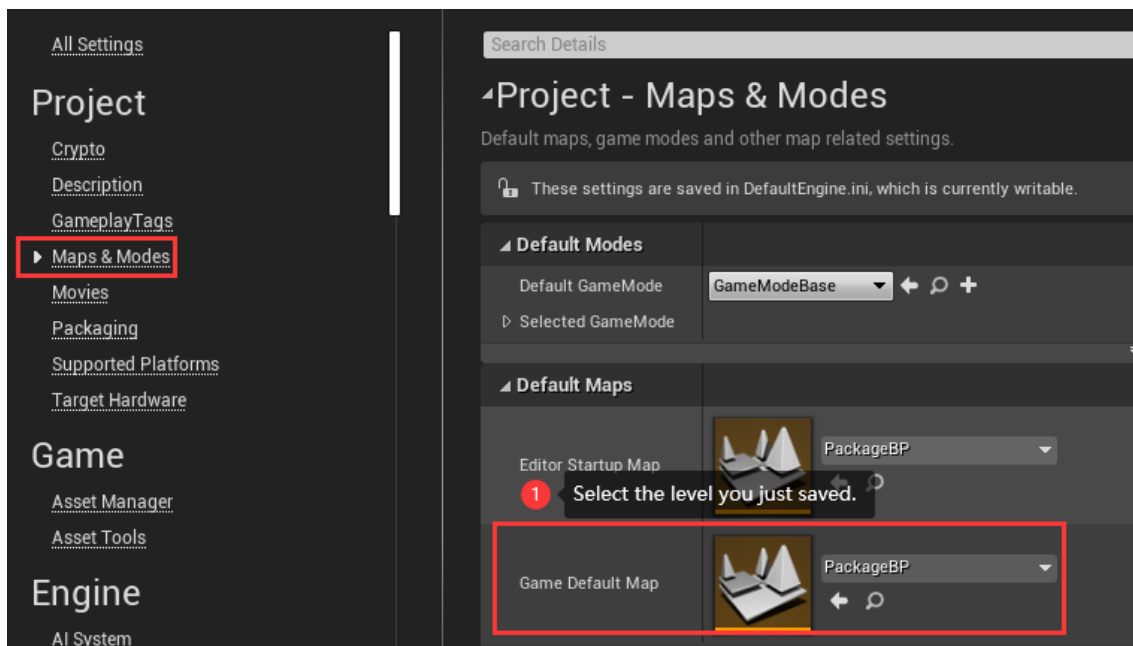 All Settings
Project
Crypto
Description
GameplayTags
Maps & Modes
Movies
Packaging
Supported Platforms
Target Hardware
Game
Asset Manager
Asset Tools
Engine
AI System
Search Details
Project - Maps & Modes
Default maps, game modes and other map related settings.
These settings are saved in DefaultEngine.ini, which is currently writable.
Default Modes
Default GameMode
GameModeBase
Selected GameMode
Default Maps
Editor Startup Map
PackageBP
1 Select the level you just saved.
Game Default Map
PackageBP